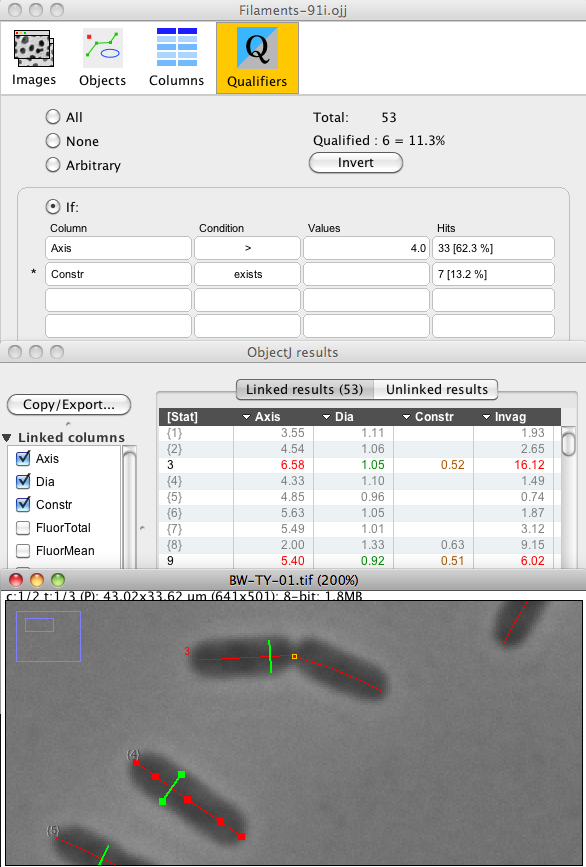 Filaments-91i.ojj
Images Objects Columns Qualifiers
All Total: 53
None Qualified : 6 = 11.3%
Arbitrary Invert
If:
Column Condition Values Hits
Axis > 4.0 33 [62.3 %]
* Constr exists 7 [13.2 %]
ObjectJ results
Linked results (53) Unlinked results
Copy/Export...
Linked columns
Axis
Dia
Constr
FluorTotal
FluorMean
[Stat] Axis Dia Constr Invag
{1} 3.55 1.11 1.93
{2} 4.54 1.06 2.65
3 6.58 1.05 0.52 16.12
{4} 4.33 1.10 1.49
{5} 4.85 0.96 0.74
{6} 5.63 1.05 1.87
{7} 5.49 1.01 3.12
{8} 2.00 1.33 0.63 9.15
9 5.40 0.92 0.51 6.02
BW-TY-01.tif (200%)
c:1/2 t:1/3 (P): 43.02x33.62 µm (641x501); 8-bit: 1.8MB
3
(4)
(5)